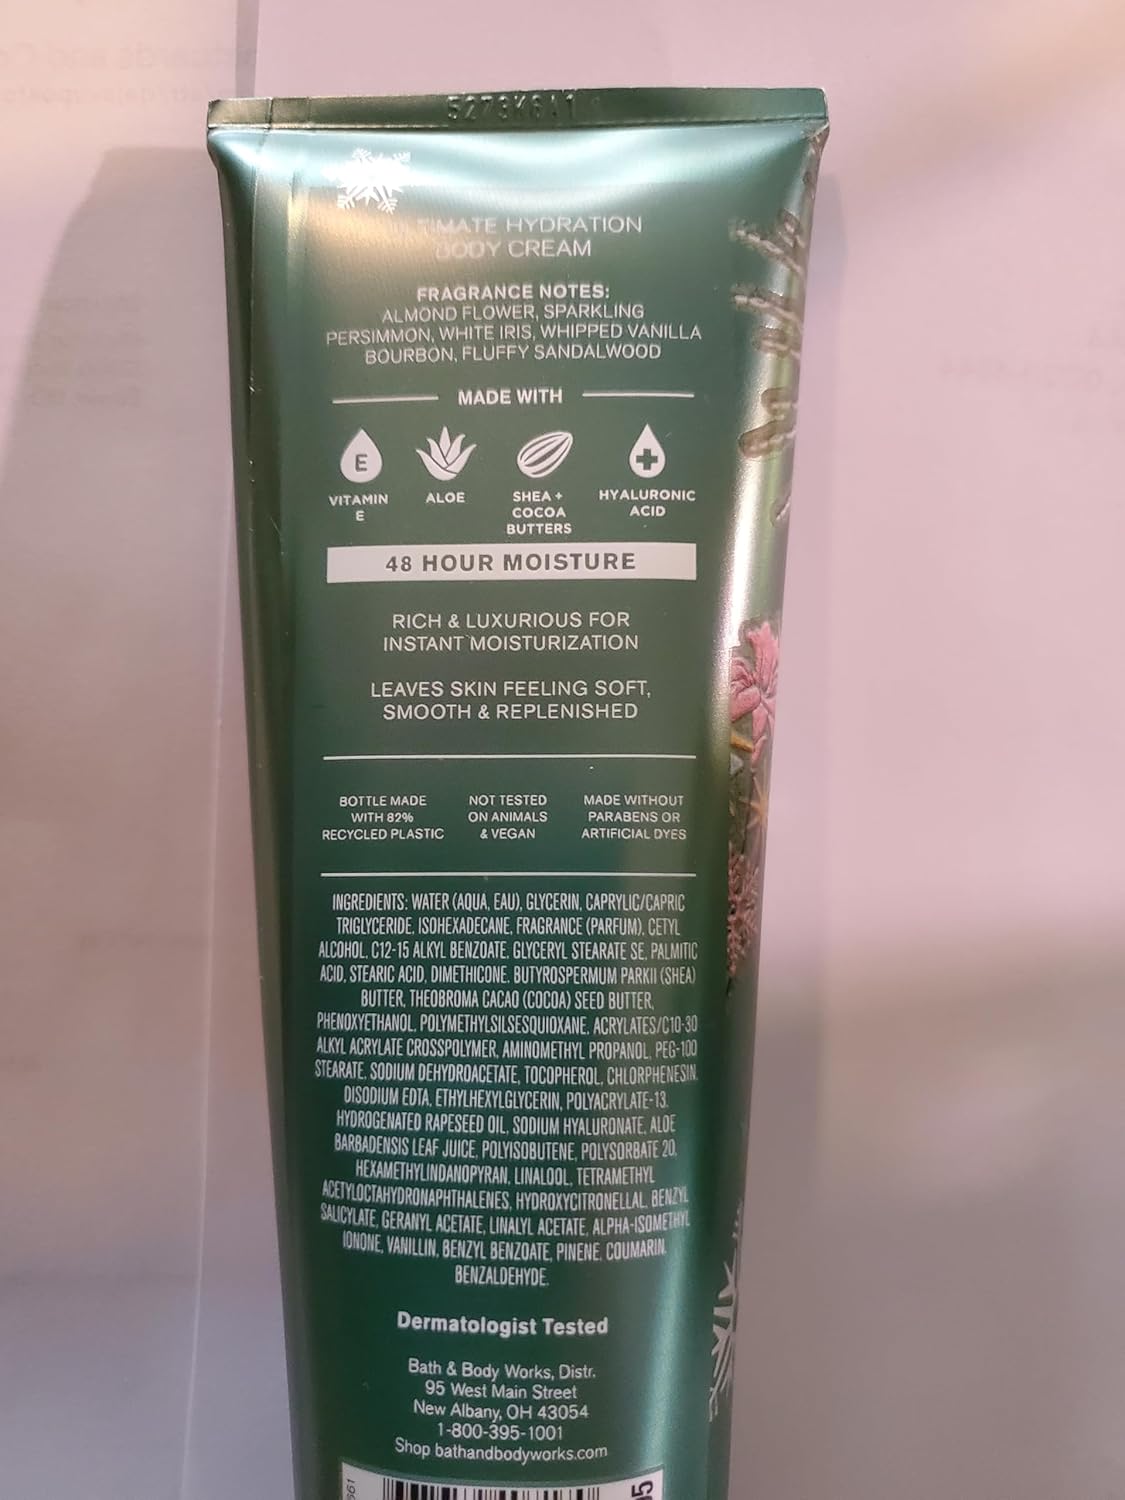 ULTIMATE HYDRATION
BODY CREAM
FRAGRANCE NOTES:
ALMOND FLOWER, SPARKLING
PERSIMMON, WHITE IRIS, WHIPPED VANILLA
BOURBON, FLUFFY SANDALWOOD
MADE WITH
E
VITAMIN
E
ALOE
SHEA +
COCOA
BUTTERS
HYALURONIC
ACID
48 HOUR MOISTURE
RICH & LUXURIOUS FOR
INSTANT MOISTURIZATION
LEAVES SKIN FEELING SOFT,
SMOOTH & REPLENISHED
BOTTLE MADE
WITH 82%
RECYCLED PLASTIC
NOT TESTED
ON ANIMALS
& VEGAN
MADE WITHOUT
PARABENS OR
ARTIFICIAL DYES
INGREDIENTS: WATER (AQUA, EAU), GLYCERIN, CAPRYLIC/CAPRIC
TRIGLYCERIDE, ISOHEXADECANE, FRAGRANCE (PARFUM), CETYL
ALCOHOL, C12-15 ALKYL BENZOATE, GLYCERYL STEARATE SE, PALMITIC
ACID, STEARIC ACID, DIMETHICONE, BUTYROSPERMUM PARKII (SHEA)
BUTTER, THEOBROMA CACAO (COCOA) SEED BUTTER,
PHENOXYETHANOL, POLYMETHYLSILSESQUIOXANE, ACRYLATES/C10-30
ALKYL ACRYLATE CROSSPOLYMER, AMINOMETHYL PROPANOL, PEG-100
STEARATE, SODIUM DEHYDROACETATE, TOCOPHEROL, CHLORPHENESIN,
DISODIUM EDTA, ETHYLHEXYLGLYCERIN, POLYACRYLATE-13,
HYDROGENATED RAPESEED OIL, SODIUM HYALURONATE, ALOE
BARBADENSIS LEAF JUICE, POLYISOBUTENE, POLYSORBATE 20,
HEXAMETHYLINDANOPYRAN, LINALOOL, TETRAMETHYL
ACETYLOCTAHYDRONAPHTHALENES, HYDROXYCITRONELLAL, BENZYL
SALICYLATE, GERANYL ACETATE, LINALYL ACETATE, ALPHA-ISOMETHYL
IONONE, VANILLIN, BENZYL BENZOATE, PINENE, COUMARIN,
BENZALDEHYDE.
Dermatologist Tested
Bath & Body Works, Distr.
95 West Main Street
New Albany, OH 43054
1-800-395-1001
Shop bathandbodyworks.com